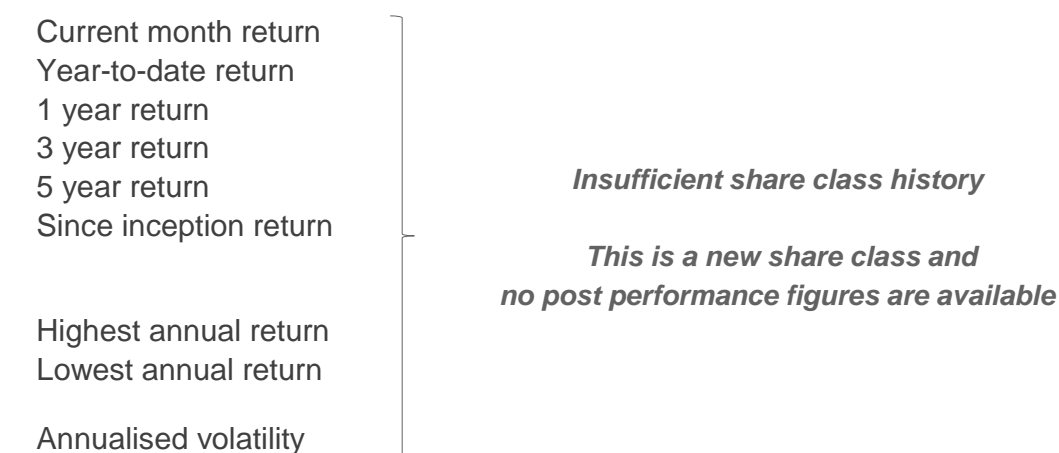 Current month return
Year-to-date return
1 year return
3 year return
5 year return
Since inception return
Highest annual return
Lowest annual return
Annualised volatility
Insufficient share class history
This is a new share class and
no post performance figures are available